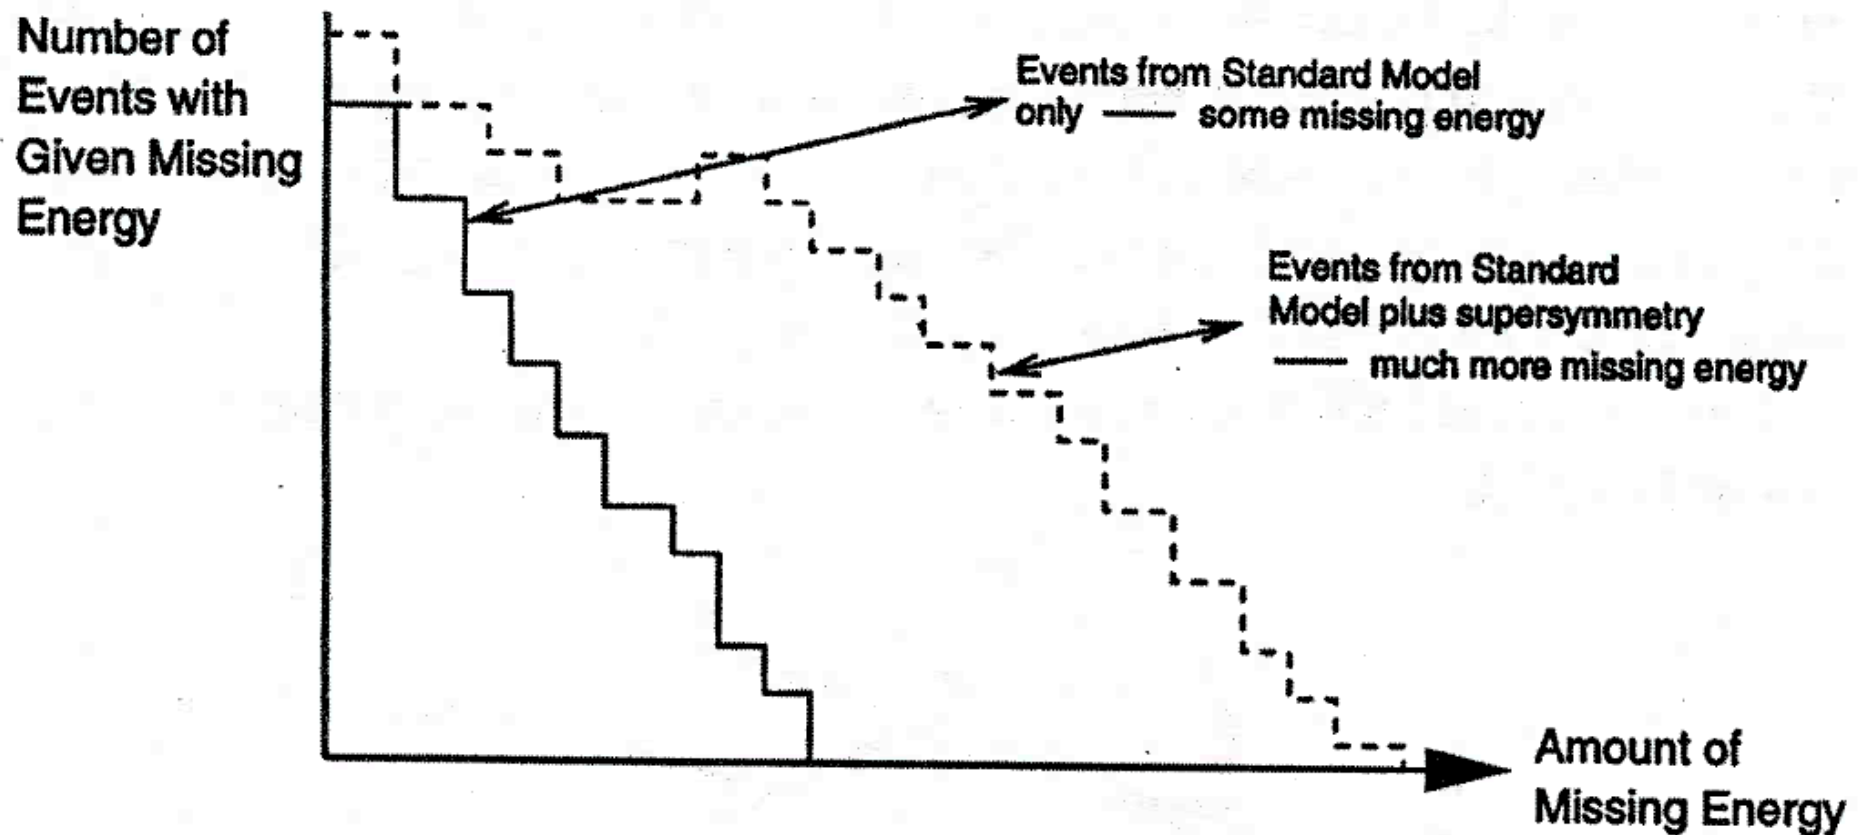 Number of
Events with
Given Missing
Energy
Events from Standard Model
only — some missing energy
Events from Standard
Model plus supersymmetry
— much more missing energy
Amount of
Missing Energy